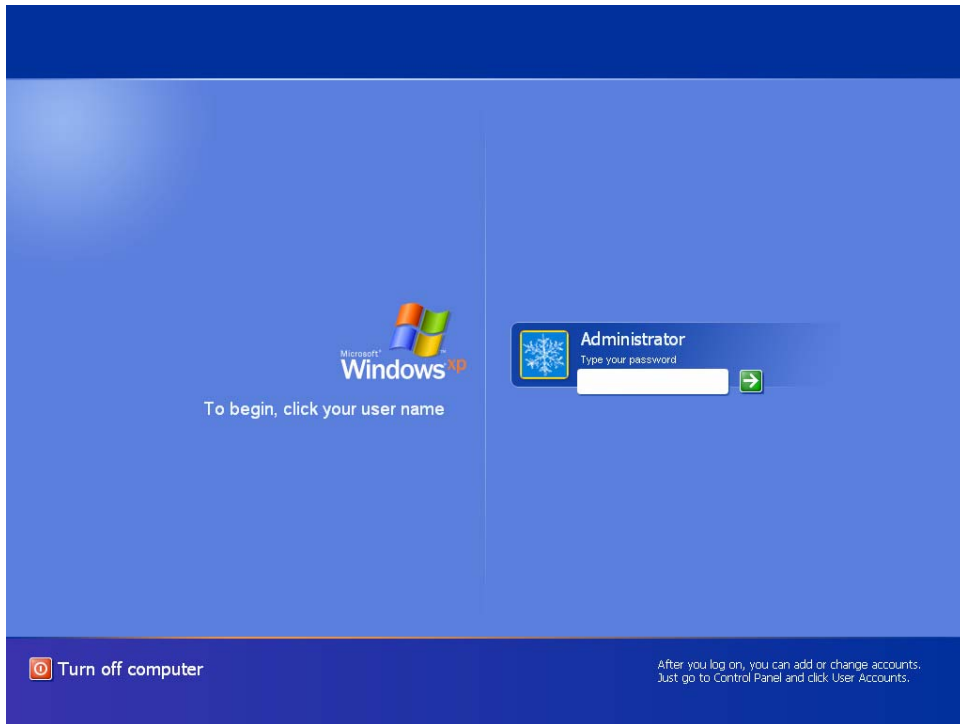 Microsoft®
Windows xp™
To begin, click your user name
Administrator
Type your password
Turn off computer
After you log on, you can add or change accounts.
Just go to Control Panel and click User Accounts.